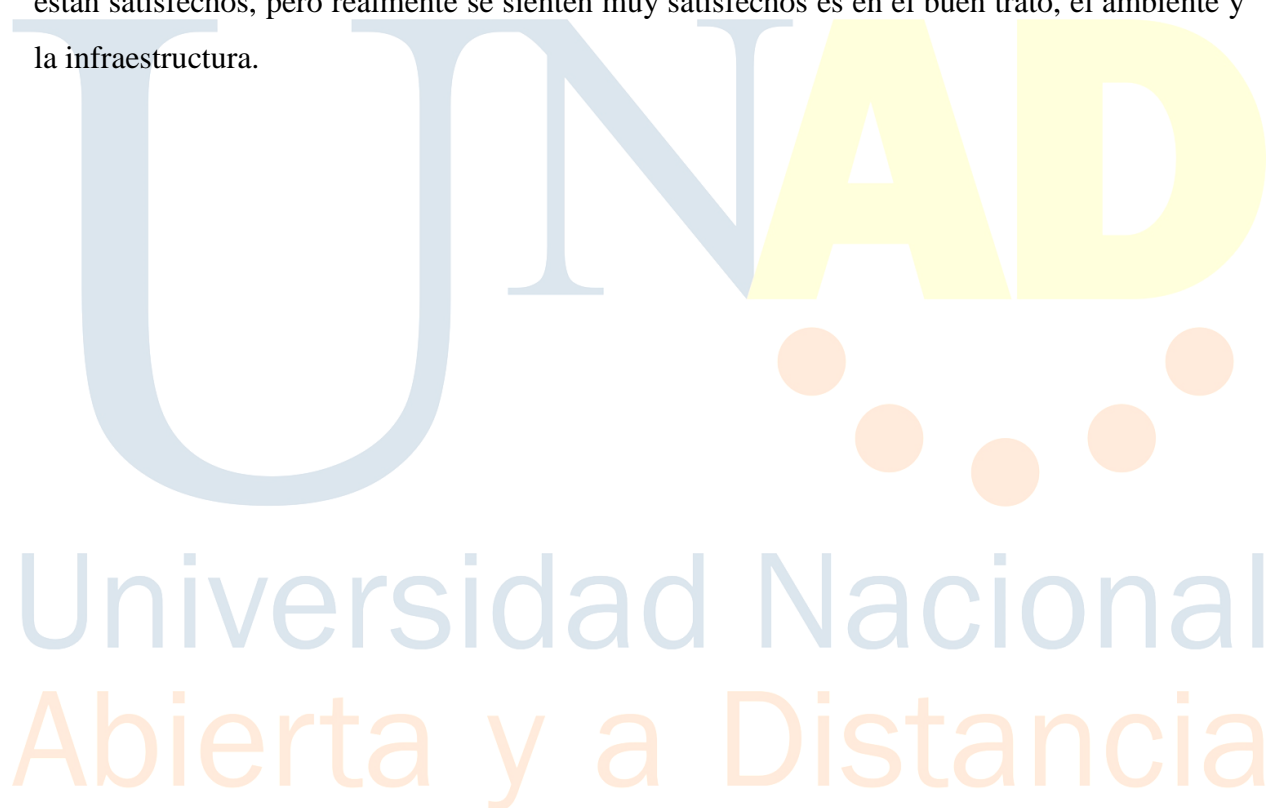 están satisfechos, pero realmente se sienten muy satisfechos es en el buen trato, el ambiente y
la infraestructura.
UNAD
Universidad Nacional
Abierta y a Distancia